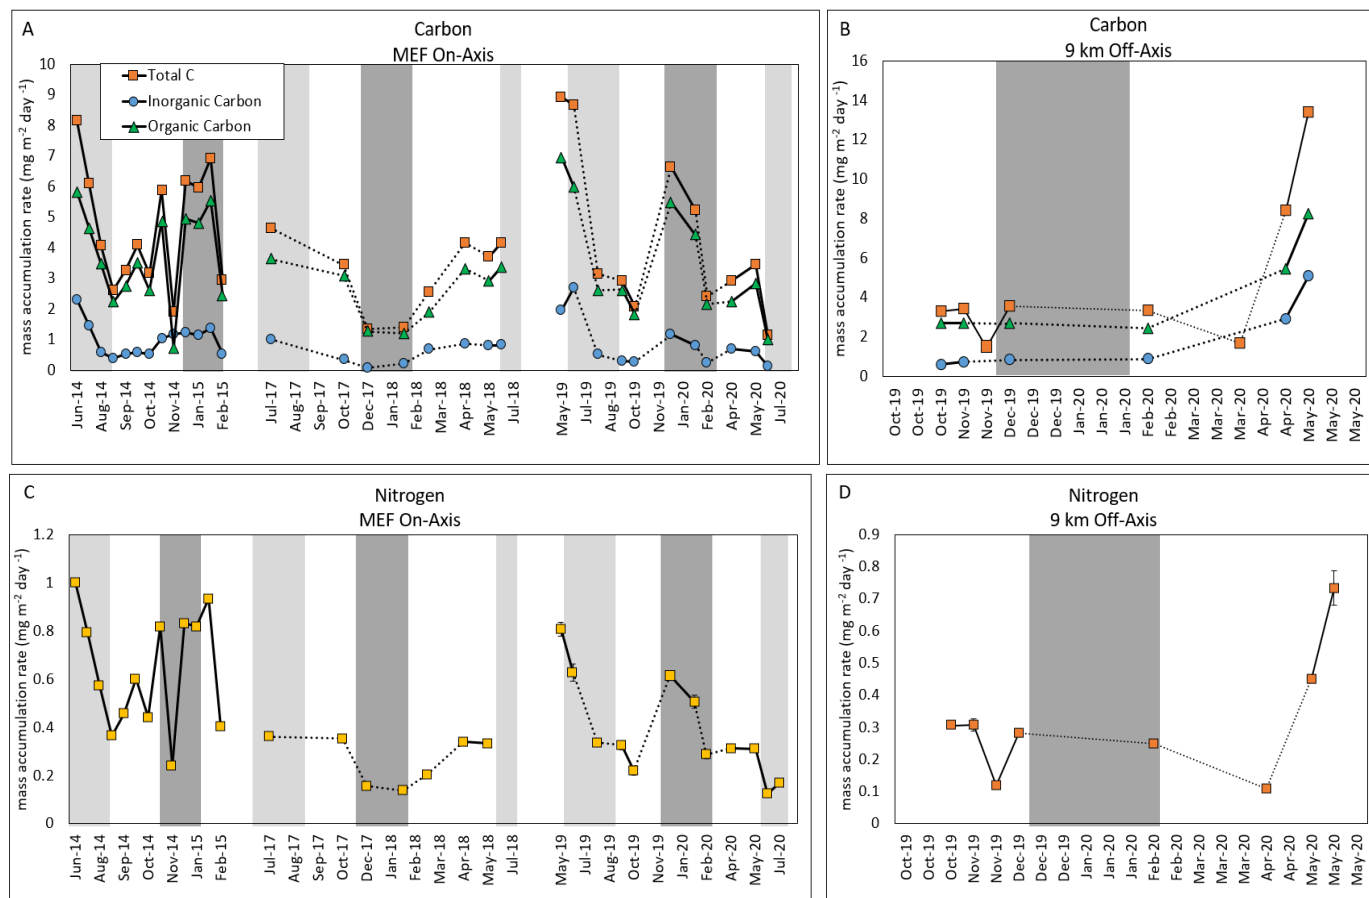 A
Carbon
MEF On-Axis
mass accumulation rate (mg m-2 day -1)
10
9
8
7
6
5
4
3
2
1
0
Total C
Inorganic Carbon
Organic Carbon
Jun-14
Aug-14
Sep-14
Oct-14
Nov-14
Jan-15
Feb-15
Jul-17
Aug-17
Sep-17
Oct-17
Dec-17
Jan-18
Feb-18
Apr-18
May-18
Jul-18
May-19
Jul-19
Aug-19
Oct-19
Nov-19
Jan-20
Feb-20
Apr-20
May-20
Jul-20
B
Carbon
9 km Off-Axis
mass accumulation rate (mg m-2 day -1)
16
14
12
10
8
6
4
2
0
Oct-19
Oct-19
Oct-19
Nov-19
Nov-19
Dec-19
Dec-19
Dec-19
Jan-20
Jan-20
Jan-20
Feb-20
Feb-20
Mar-20
Mar-20
Mar-20
Apr-20
Apr-20
May-20
May-20
May-20
C
Nitrogen
MEF On-Axis
mass accumulation rate (mg m-2 day -1)
1.2
1
0.8
0.6
0.4
0.2
0
Jun-14
Aug-14
Sep-14
Oct-14
Nov-14
Jan-15
Feb-15
Jul-17
Aug-17
Sep-17
Oct-17
Dec-17
Jan-18
Feb-18
Apr-18
May-18
Jul-18
May-19
Jul-19
Aug-19
Oct-19
Nov-19
Jan-20
Feb-20
Apr-20
May-20
Jul-20
D
Nitrogen
9 km Off-Axis
mass accumulation rate (mg m-2 day -1)
0.9
0.8
0.7
0.6
0.5
0.4
0.3
0.2
0.1
0
Oct-19
Oct-19
Oct-19
Nov-19
Nov-19
Dec-19
Dec-19
Dec-19
Jan-20
Jan-20
Jan-20
Feb-20
Feb-20
Mar-20
Mar-20
Mar-20
Apr-20
Apr-20
May-20
May-20
May-20